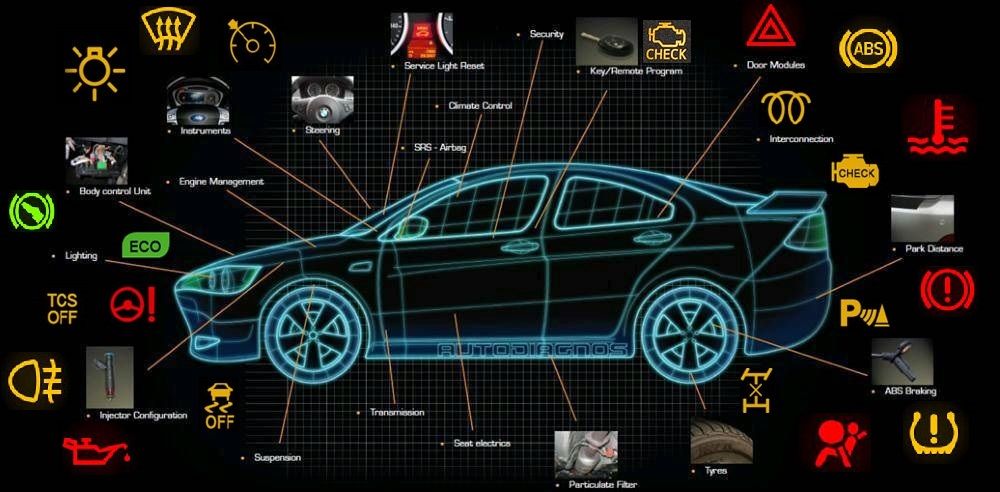 Security
CHECK
ABS
Service Light Reset
Key/Remote Program
Door Modules
Climate Control
Instruments
Steering
Interconnection
SRS - Airbag
CHECK
Engine Management
Body control Unit
ECO
Park Distance
Lighting
TCS
OFF
P
AUTODIAGNOS
ABS Braking
Injector Configuration
OFF
Transmission
Seat electrics
Suspension
Tyres
Particulate Filter